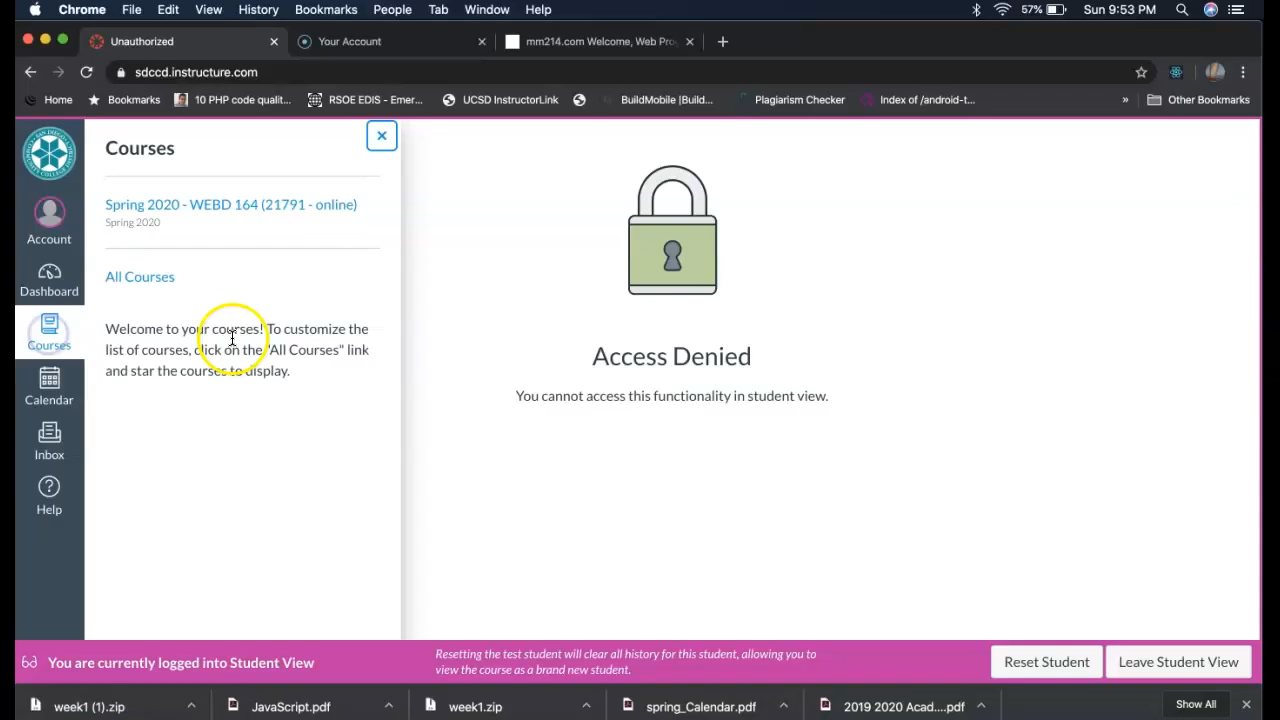 Chrome File Edit View History Bookmarks People Tab Window Help 57% Sun 9:53 PM
Unauthorized Your Account mm214.com Welcome, Web Pro
sdccd.instructure.com
Home Bookmarks 10 PHP code qualit... RSOE EDIS - Emer... UCSD InstructorLink BuildMobile |Build... Plagiarism Checker Index of /android-t... » Other Bookmarks
Courses
Spring 2020 - WEBD 164 (21791 - online)
Spring 2020
All Courses
Welcome to your courses! To customize the
list of courses, click on the "All Courses" link
and star the courses to display.
Account
Dashboard
Courses
Calendar
Inbox
Help
Access Denied
You cannot access this functionality in student view.
You are currently logged into Student View
Resetting the test student will clear all history for this student, allowing you to
view the course as a brand new student.
Reset Student Leave Student View
week1 (1).zip JavaScript.pdf week1.zip spring_Calendar.pdf 2019 2020 Acad....pdf Show All